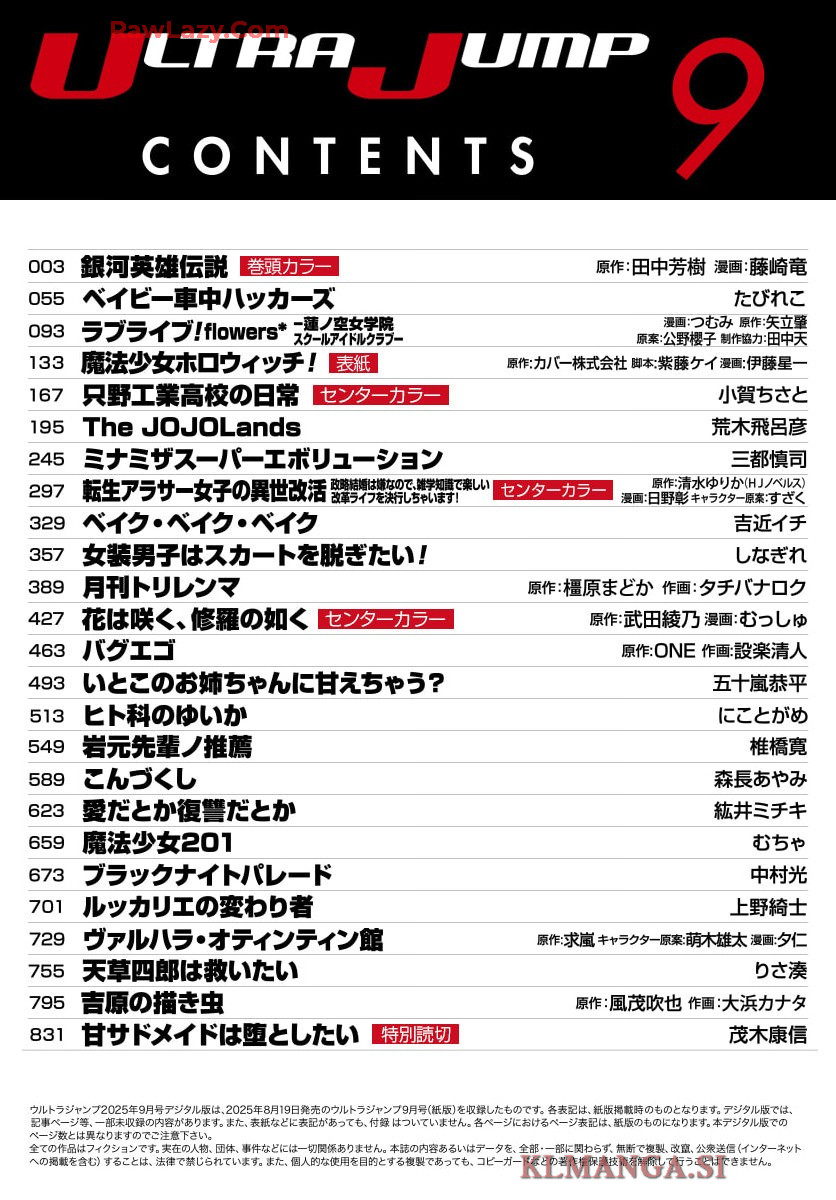 RawLazy.Com
ULTRA JUMP 9
CONTENTS
003 銀河英雄伝説 巻頭カラー 原作:田中芳樹 漫画:藤崎竜
055 ベイビー車中ハッカーズ たびれこ
093 ラブライブ!flowers* −蓮ノ空女学院 スクールアイドルクラブ− 漫画:つむみ 原作:矢立肇
原案:公野櫻子 制作協力:田中天
133 魔法少女ホロウィッチ! 表紙 原作:カバー株式会社 脚本:紫藤ケイ 漫画:伊藤星一
167 只野工業高校の日常 センターカラー 小賀ちさと
195 The JOJOLands 荒木飛呂彦
245 ミナミザスーパーエボリューション 三都慎司
297 転生アラサー女子の異世改活 政略結婚は嫌なので、雑学知識で楽しい 改革ライフを決行しちゃいます! センターカラー 原作:清水ゆりか(HJノベルス)
漫画:日野彰 キャラクター原案:すざく
329 ベイク・ベイク・ベイク 吉近イチ
357 女装男子はスカートを脱ぎたい! しなぎれ
389 月刊トリレンマ 原作:橿原まどか 作画:タチバナロク
427 花は咲く、修羅の如く センターカラー 原作:武田綾乃 漫画:むっしゅ
463 バグエゴ 原作:ONE 作画:設楽清人
493 いとこのお姉ちゃんに甘えちゃう? 五十嵐恭平
513 ヒト科のゆいか にことがめ
549 岩元先輩ノ推薦 椎橋寛
589 こんづくし 森長あやみ
623 愛だとか復讐だとか 紘井ミチキ
659 魔法少女201 むちゃ
673 ブラックナイトパレード 中村光
701 ルッカリエの変わり者 上野綺士
729 ヴァルハラ・オティンティン館 原作:求嵐 キャラクター原案:萌木雄太 漫画:夕仁
755 天草四郎は救いたい りさ湊
795 吉原の描き虫 原作:風茂吹也 作画:大浜カナタ
831 甘サドメイドは堕としたい 特別読切 茂木康信
ウルトラジャンプ2025年9月号デジタル版は、2025年8月19日発売のウルトラジャンプ9月号(紙版)を収録したものです。各表記は、紙版掲載時のものとなります。デジタル版では、
記事ページ等、一部未収録の内容があります。また、表紙などに表記があっても、付録はついていません。各ページにおけるページ表記は、紙版のものになります。本デジタル版での
ページ数とは異なりますのでご注意下さい。
全ての作品はフィクションです。実在の人物、団体、事件などには一切関係ありません。本誌の内容あるいはデータを、全部・一部に関わらず、無断で複製、改竄、公衆送信(インターネット
への掲載を含む)することは、法律で禁じられています。また、個人的な使用を目的とする複製であっても、コピーガードなどの著作権保護技術を解除して行うことはできません。
KLMANGA.SI